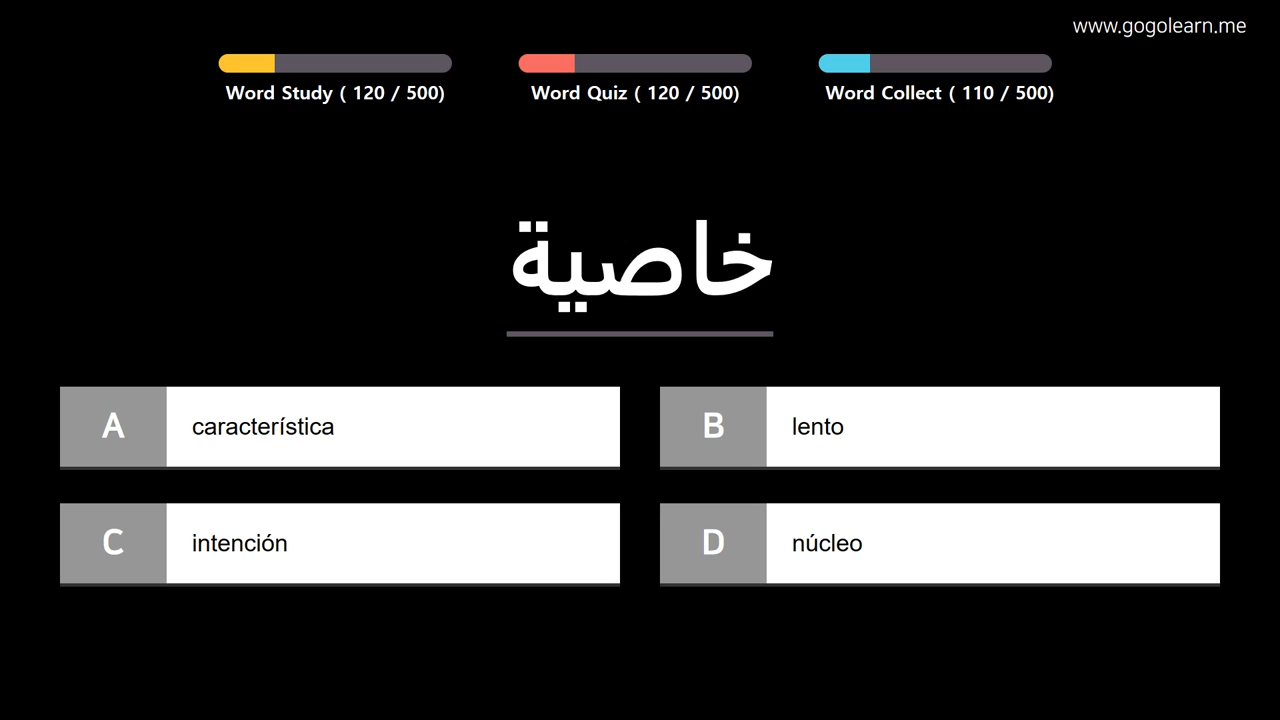 www.gogolearn.me
Word Study ( 120 / 500)
Word Quiz ( 120 / 500)
Word Collect ( 110 / 500)
خاصية
A característica
B lento
C intención
D núcleo